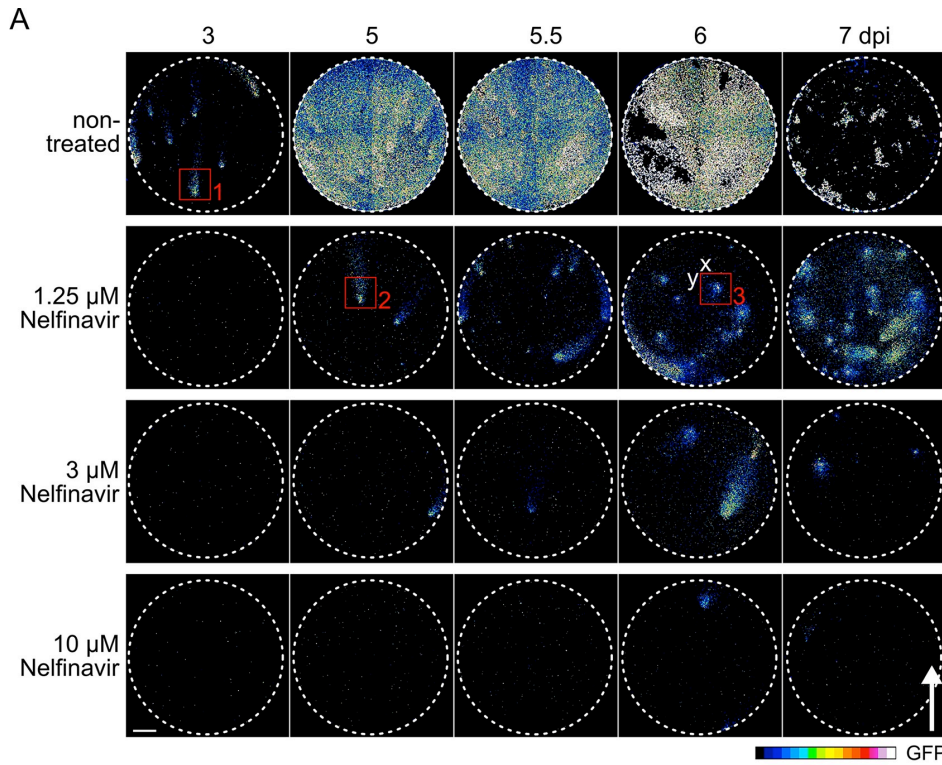 A
3 5 5.5 6 7 dpi
non-
treated
1
1.25 µM
Nelfinavir
2
x
y
3
3 µM
Nelfinavir
10 µM
Nelfinavir
GFP